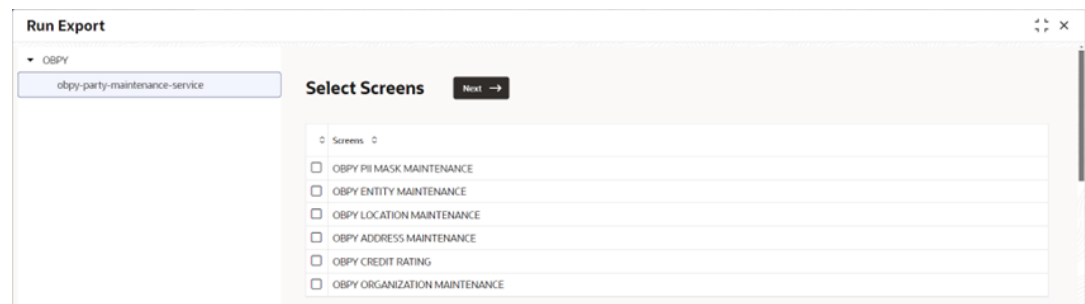 Run Export
OBPY
obpy-party-maintenance-service
Select Screens
Next
Screens
OBPY PII MASK MAINTENANCE
OBPY ENTITY MAINTENANCE
OBPY LOCATION MAINTENANCE
OBPY ADDRESS MAINTENANCE
OBPY CREDIT RATING
OBPY ORGANIZATION MAINTENANCE